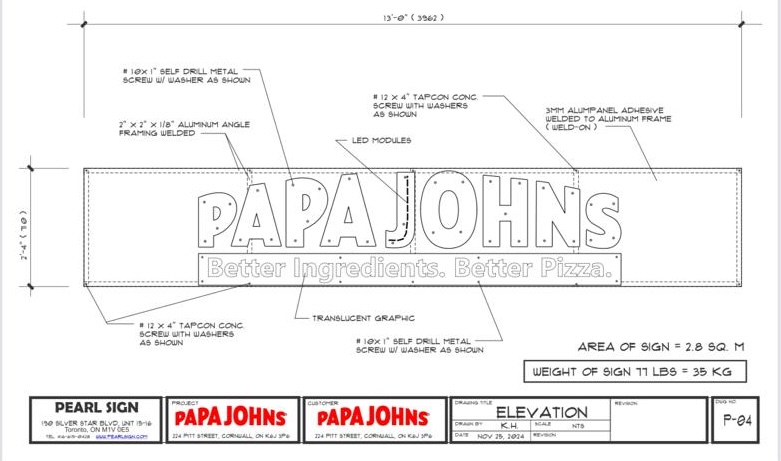 13'-0" ( 3962 )
# 10X 1" SELF DRILL METAL
SCREW W/ WASHER AS SHOWN
# 12 X 4" TAPCON CONC.
SCREW WITH WASHERS
AS SHOWN
3MM ALUMPANEL ADHESIVE
WELDED TO ALUMINUM FRAME
( WELD-ON )
2" X 2" X 1/8" ALUMINUM ANGLE
FRAMING WELDED
LED MODULES
2'-4" ( 710 )
PAPA JOHNS
Better Ingredients. Better Pizza.
# 12 X 4" TAPCON CONC.
SCREW WITH WASHERS
AS SHOWN
TRANSLUCENT GRAPHIC
# 10X1" SELF DRILL METAL
SCREW W/ WASHER AS SHOWN
AREA OF SIGN = 2.8 SQ. M
WEIGHT OF SIGN 77 LBS = 35 KG
PEARL SIGN
150 SILVER STAR BLVD, UNIT 15-16
Toronto, ON M1V 0E5
WWW.PEARLSIGN.COM
PROJECT
PAPA JOHNS
224 PITT STREET, CORNWALL, ON K6J 3P6
CUSTOMER
PAPA JOHNS
224 PITT STREET, CORNWALL, ON K6J 3P6
DRAWING TITLE
ELEVATION
DRAWN BY K.H. SCALE NTS
DATE NOV 25, 2024 REVISION
REVISION
DWG NO
P-04